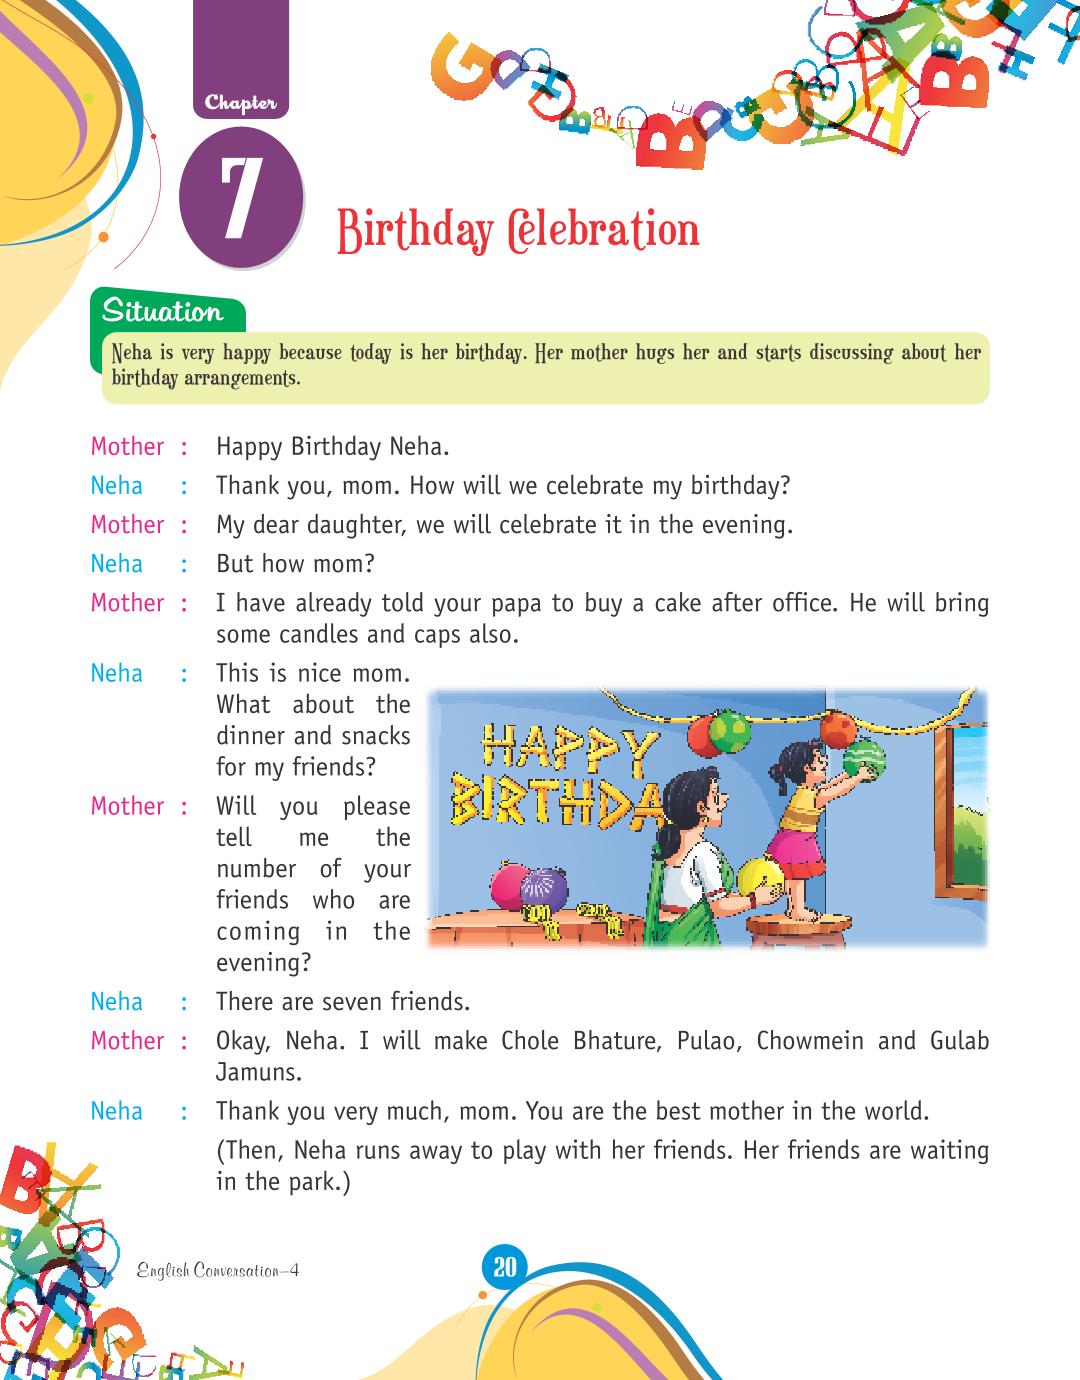 Chapter
7
Birthday Celebration
Situation
Neha is very happy because today is her birthday. Her mother hugs her and starts discussing about her
birthday arrangements.
Mother : Happy Birthday Neha.
Neha : Thank you, mom. How will we celebrate my birthday?
Mother : My dear daughter, we will celebrate it in the evening.
Neha : But how mom?
Mother : I have already told your papa to buy a cake after office. He will bring
some candles and caps also.
Neha : This is nice mom.
What about the
dinner and snacks
for my friends?
HAPPY
BIRTHDA
Mother : Will you please
tell me the
number of your
friends who are
coming in the
evening?
Neha : There are seven friends.
Mother : Okay, Neha. I will make Chole Bhature, Pulao, Chowmein and Gulab
Jamuns.
Neha : Thank you very much, mom. You are the best mother in the world.
(Then, Neha runs away to play with her friends. Her friends are waiting
in the park.)
English Conversation–4
20